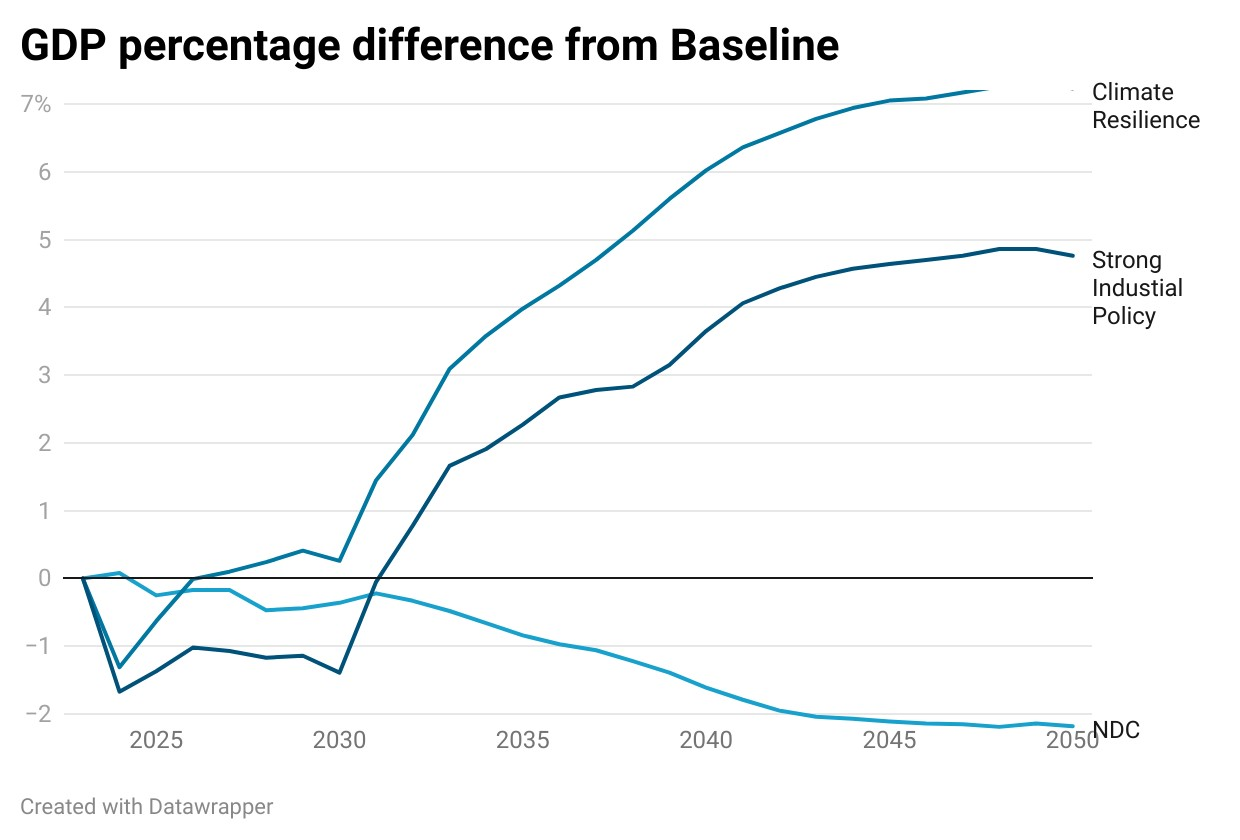 GDP percentage difference from Baseline
7%
6
5
4
3
2
1
0
−1
−2
Climate
Resilience
Strong
Industial
Policy
NDC
2025 2030 2035 2040 2045 2050
Created with Datawrapper